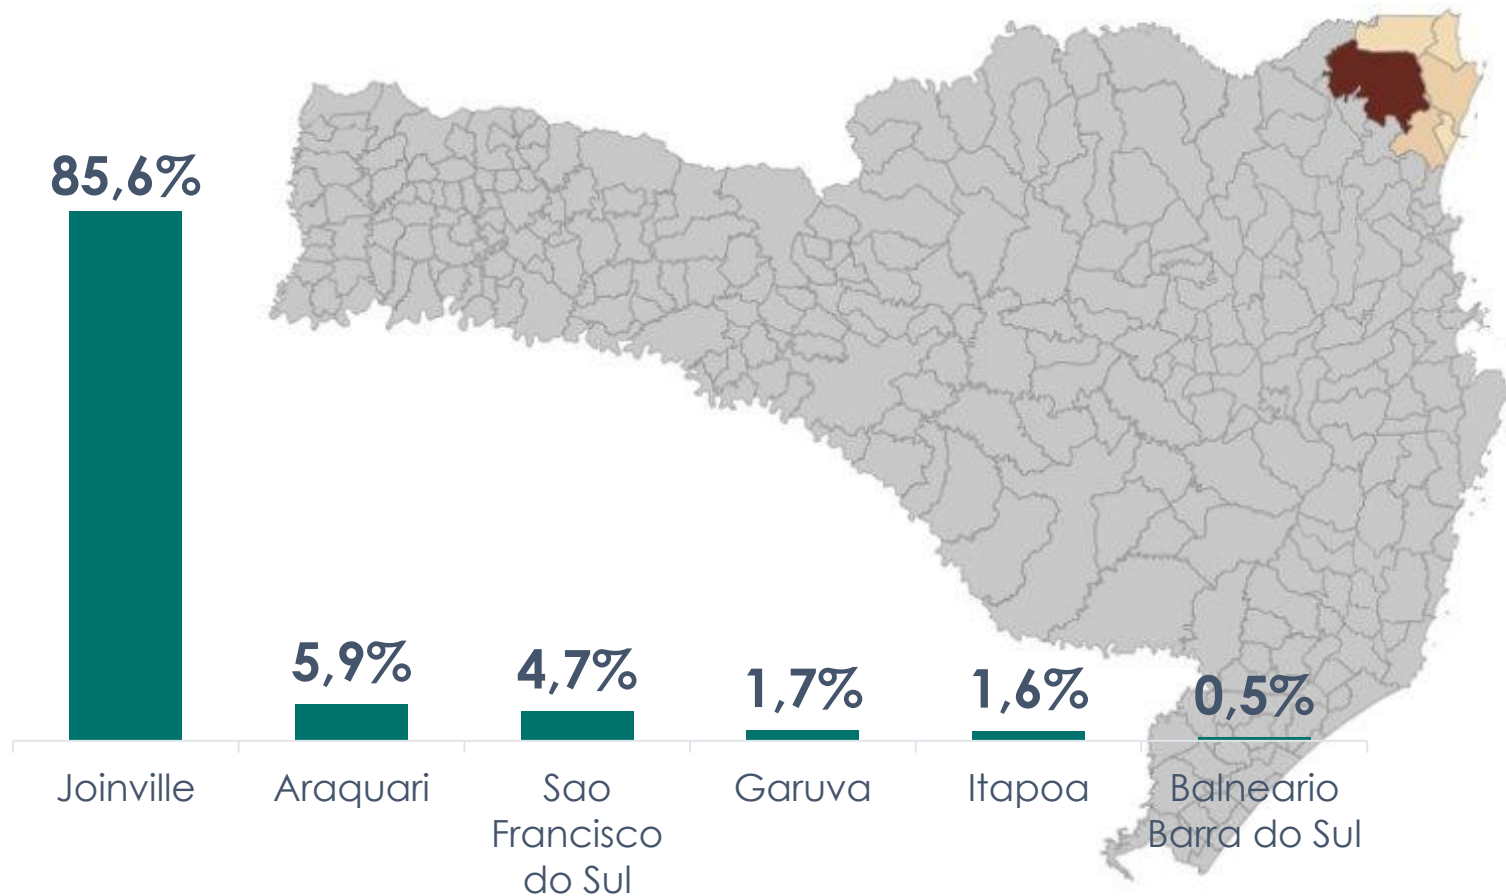 85,6%
5,9%
4,7%
1,7%
1,6%
0,5%
Joinville
Araquari
Sao
Francisco
do Sul
Garuva
Itapoa
Balneario
Barra do Sul